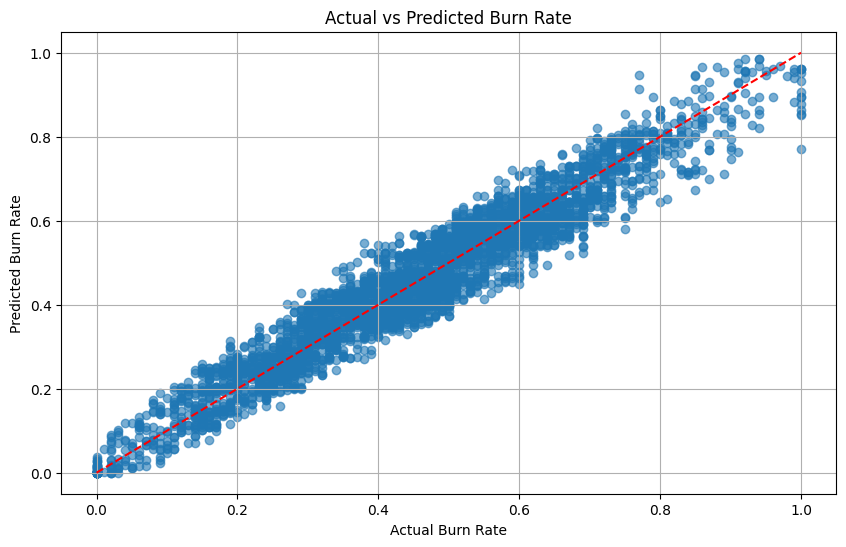 Actual vs Predicted Burn Rate
1.0
0.8
0.6
0.4
0.2
0.0
Predicted Burn Rate
0.0 0.2 0.4 0.6 0.8 1.0
Actual Burn Rate